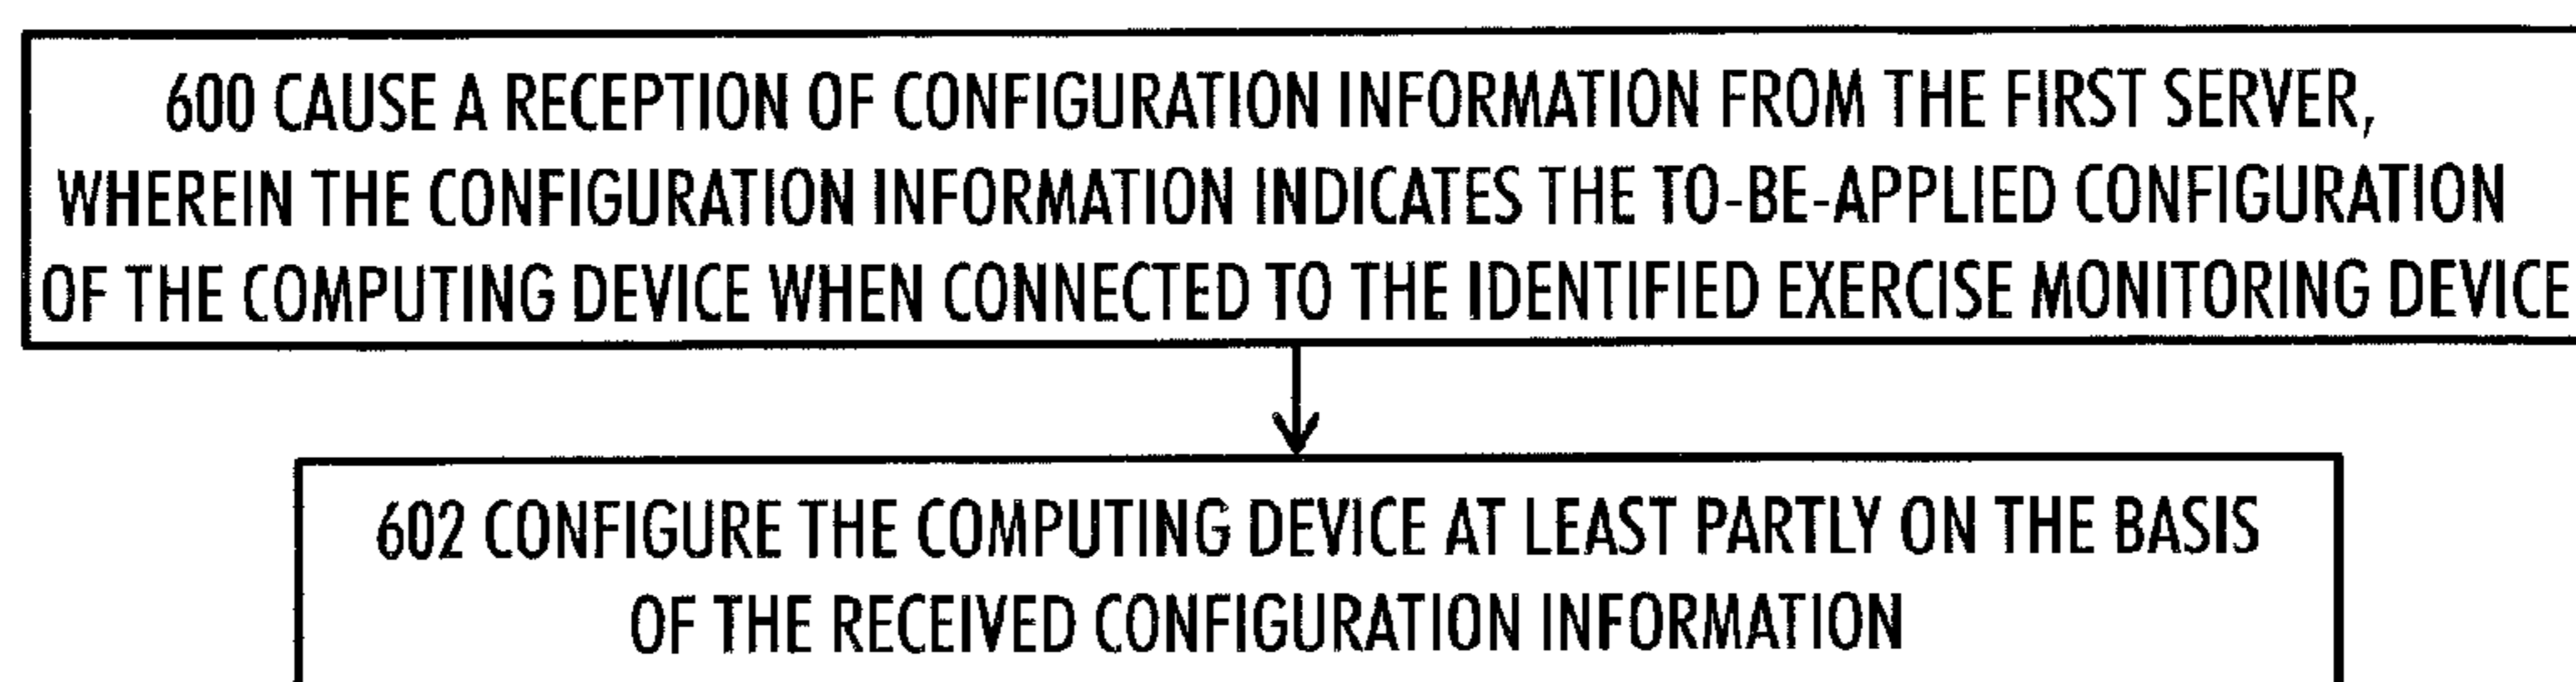 600 CAUSE A RECEPTION OF CONFIGURATION INFORMATION FROM THE FIRST SERVER,
WHEREIN THE CONFIGURATION INFORMATION INDICATES THE TO-BE-APPLIED CONFIGURATION
OF THE COMPUTING DEVICE WHEN CONNECTED TO THE IDENTIFIED EXERCISE MONITORING DEVICE
602 CONFIGURE THE COMPUTING DEVICE AT LEAST PARTLY ON THE BASIS
OF THE RECEIVED CONFIGURATION INFORMATION